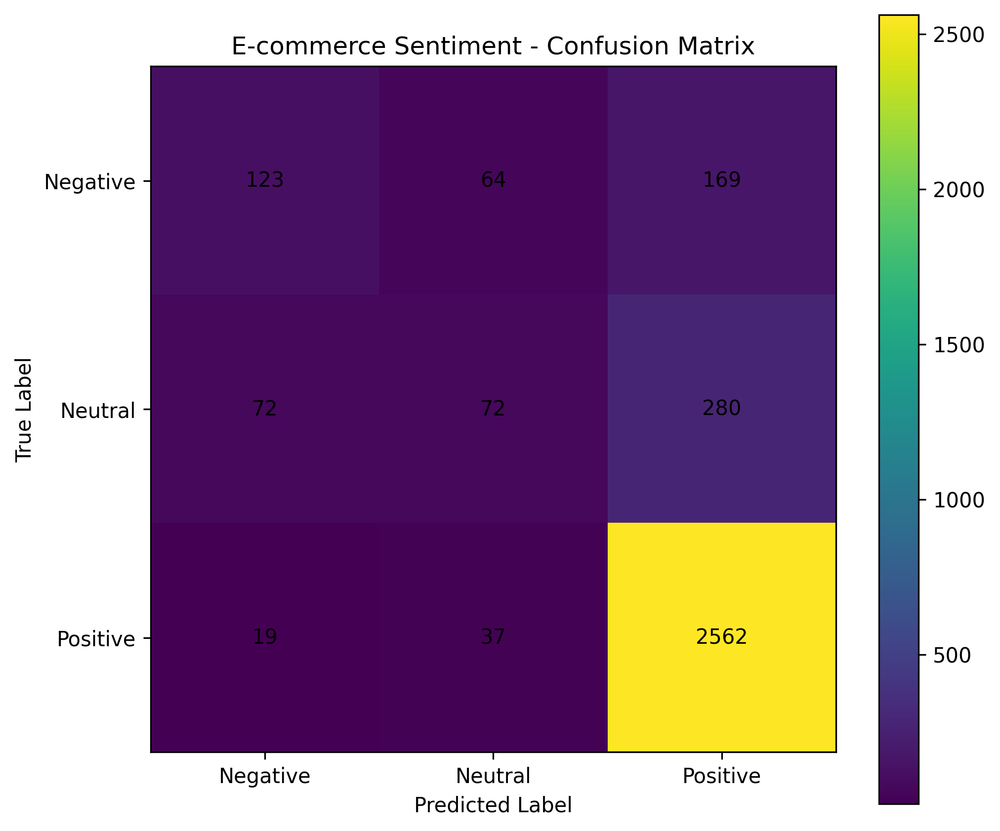 E-commerce Sentiment - Confusion Matrix
True Label
Negative
123
64
169
Neutral
72
72
280
Positive
19
37
2562
Negative
Neutral
Positive
Predicted Label
2500
2000
1500
1000
500